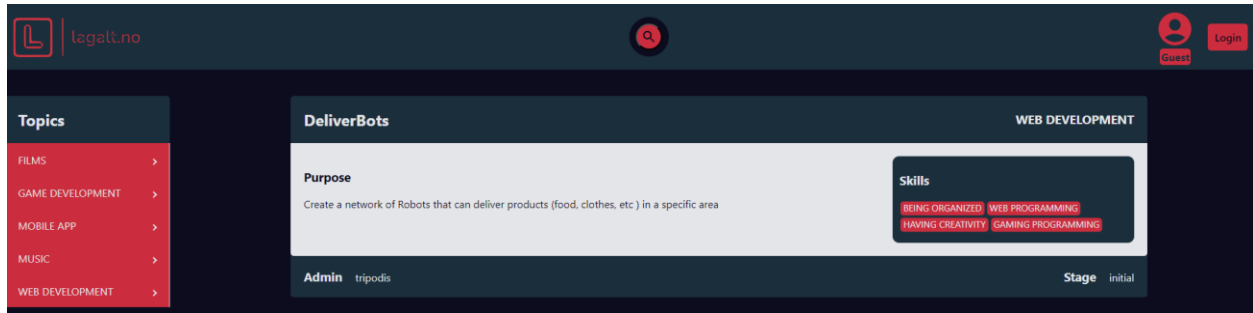 lagalt.no
Guest
Login
Topics
FILMS
GAME DEVELOPMENT
MOBILE APP
MUSIC
WEB DEVELOPMENT
DeliverBots WEB DEVELOPMENT
Purpose
Create a network of Robots that can deliver products (food, clothes, etc ) in a specific area
Skills
BEING ORGANIZED WEB PROGRAMMING
HAVING CREATIVITY GAMING PROGRAMMING
Admin tripodis Stage initial